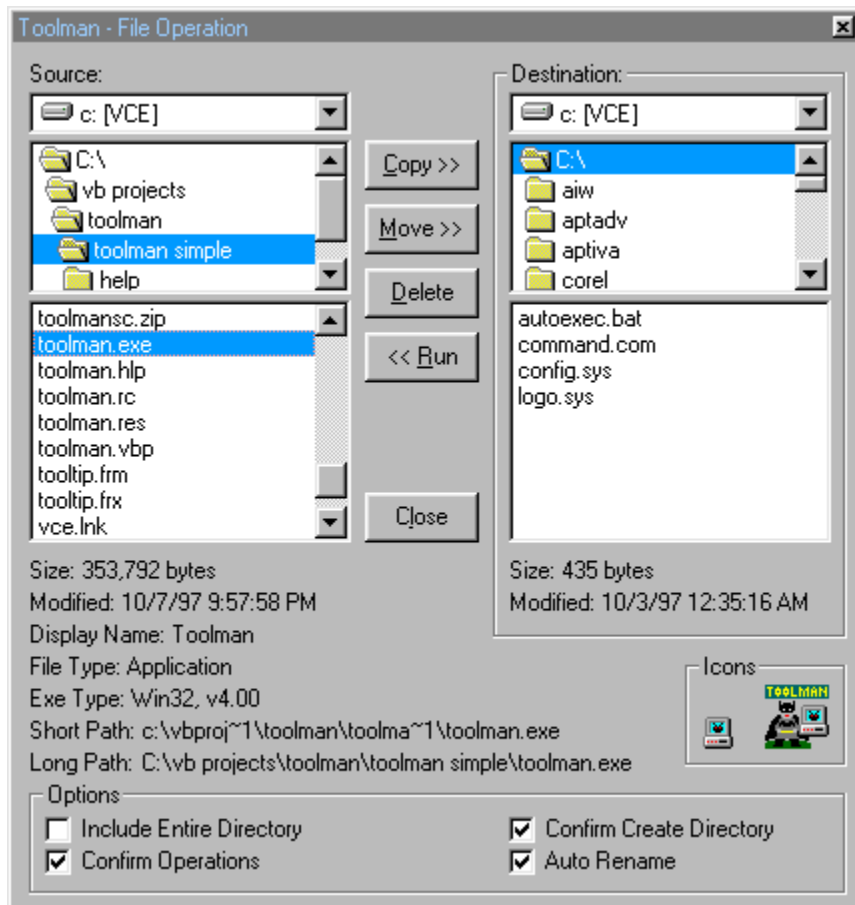 Toolman - File Operation
Source:
c: [VCE]
C:\
vb projects
toolman
toolman simple
help
toolmansc.zip
toolman.exe
toolman.hlp
toolman.rc
toolman.res
toolman.vbp
tooltip.frm
tooltip.frx
vce.lnk
Copy >>
Move >>
Delete
<< Run
Close
Destination:
c: [VCE]
C:\
aiw
aptadv
aptiva
corel
autoexec.bat
command.com
config.sys
logo.sys
Size: 435 bytes
Modified: 10/3/97 12:35:16 AM
Size: 353,792 bytes
Modified: 10/7/97 9:57:58 PM
Display Name: Toolman
File Type: Application
Exe Type: Win32, v4.00
Short Path: c:\vbproj~1\toolman\toolma~1\toolman.exe
Long Path: C:\vb projects\toolman\toolman simple\toolman.exe
Icons
TOOLMAN
Options
Include Entire Directory
Confirm Operations
Confirm Create Directory
Auto Rename